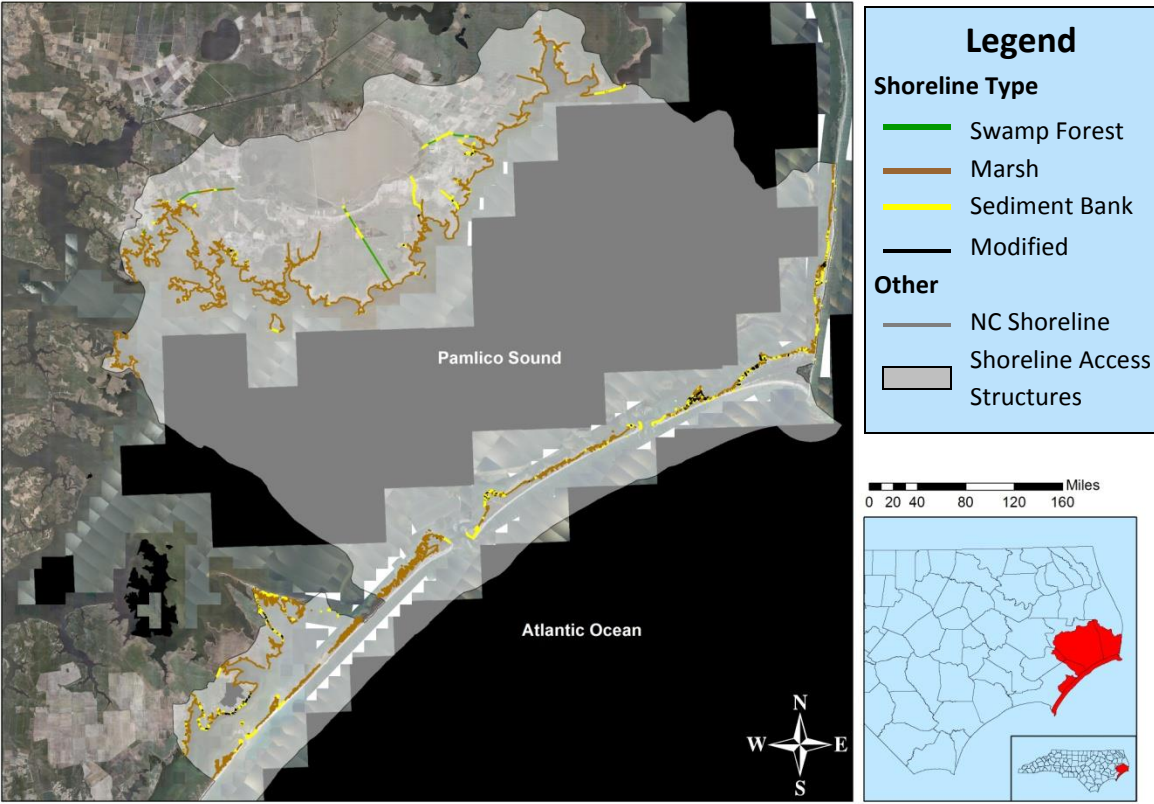 Pamlico Sound
Atlantic Ocean
N
W E
S
Legend
Shoreline Type
Swamp Forest
Marsh
Sediment Bank
Modified
Other
NC Shoreline
Shoreline Access
Structures
Miles
0 20 40 80 120 160